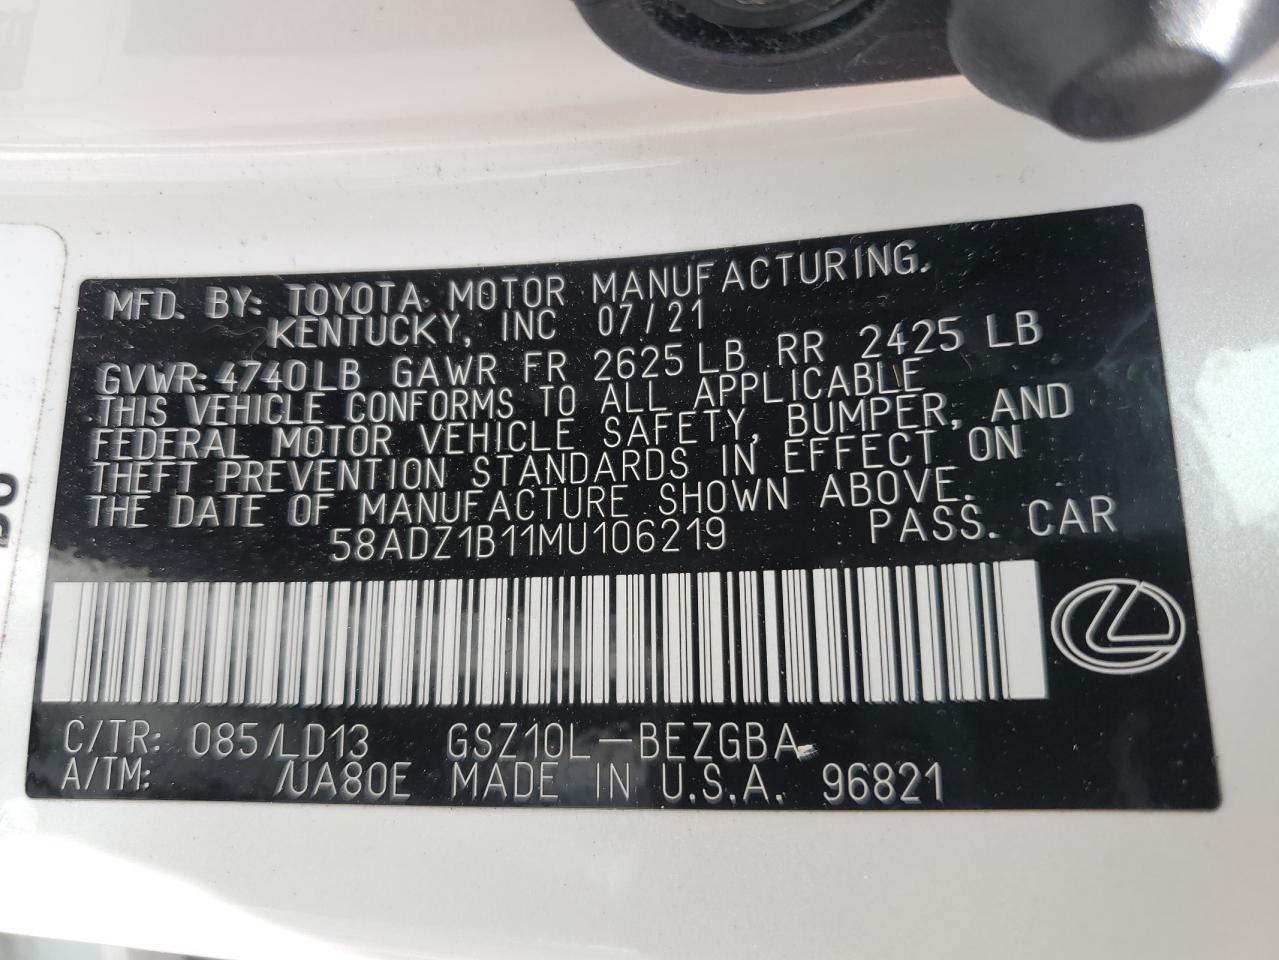 MFD. BY: TOYOTA MOTOR MANUFACTURING.
KENTUCKY, INC 07/21
GVWR: 4740LB GAWR FR 2625 LB RR 2425 LB
THIS VEHICLE CONFORMS TO ALL APPLICABLE
FEDERAL MOTOR VEHICLE SAFETY, BUMPER, AND
THEFT PREVENTION STANDARDS IN EFFECT ON
THE DATE OF MANUFACTURE SHOWN ABOVE.
58ADZ1B11MU106219 PASS. CAR
C/TR: 085/LD13 GSZ10L-BEZGBA
A/TM: /UA80E MADE IN U.S.A. 96821